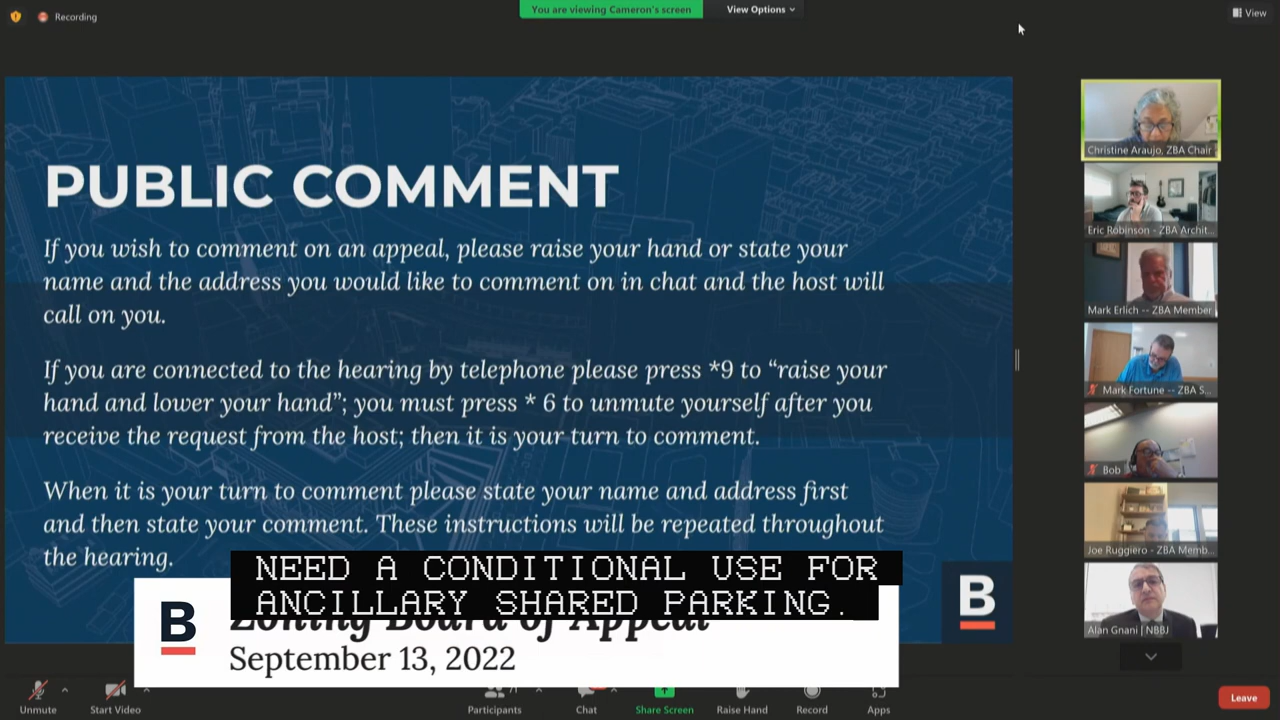 Recording
You are viewing Cameron's screen
View Options
View
PUBLIC COMMENT
If you wish to comment on an appeal, please raise your hand or state your
name and the address you would like to comment on in chat and the host will
call on you.
If you are connected to the hearing by telephone please press *9 to “raise your
hand and lower your hand”; you must press * 6 to unmute yourself after you
receive the request from the host; then it is your turn to comment.
When it is your turn to comment please state your name and address first
and then state your comment. These instructions will be repeated throughout
the hearing.
NEED A CONDITIONAL USE FOR
ANCILLARY SHARED PARKING.
B
Zoning Board of Appeal
September 13, 2022
B
Christine Araujo, ZBA Chair
Eric Robinson - ZBA Archit...
Mark Erlich -- ZBA Member
Mark Fortune -- ZBA S...
Bob
Joe Ruggiero - ZBA Memb...
Alan Gnani | NBBJ
Unmute
Start Video
Participants
Chat
Share Screen
Raise Hand
Record
Apps
Leave